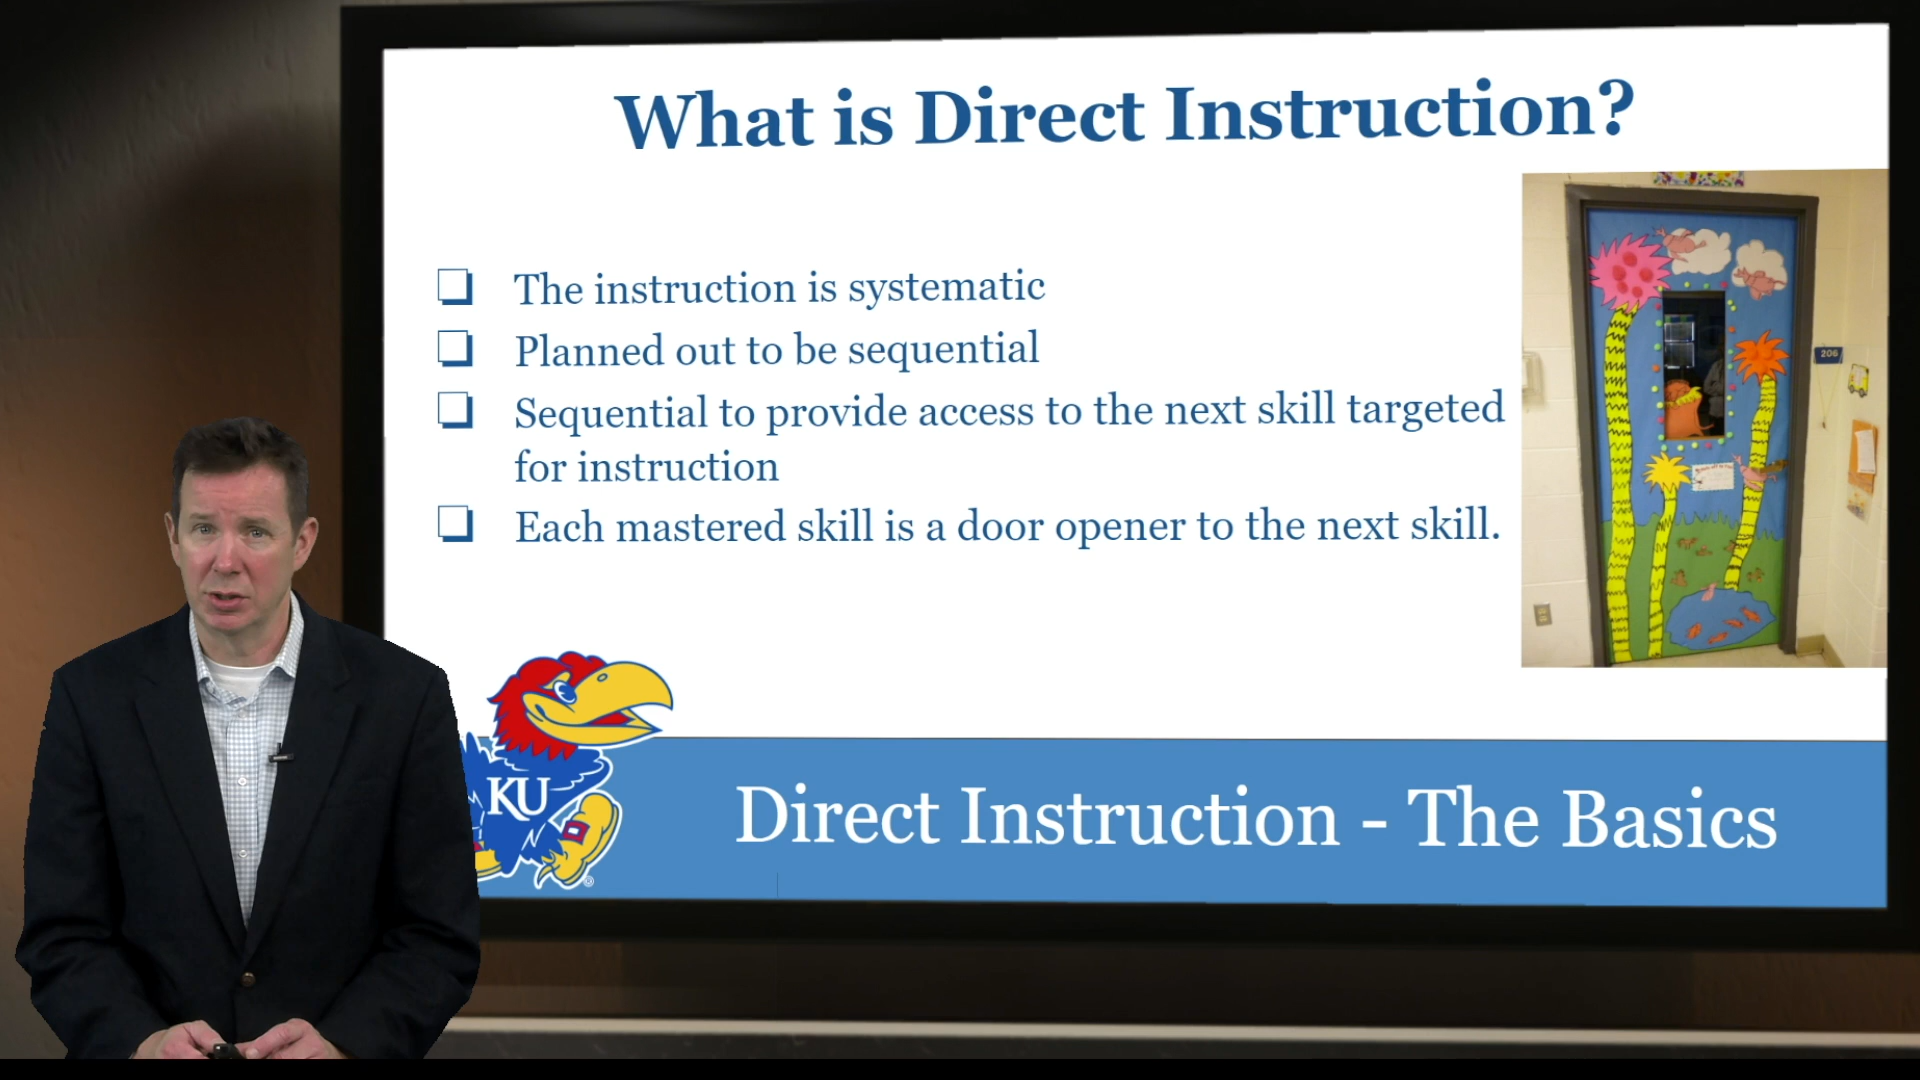 What is Direct Instruction?
❏ The instruction is systematic
❏ Planned out to be sequential
❏ Sequential to provide access to the next skill targeted
for instruction
❏ Each mastered skill is a door opener to the next skill.
206
KU
Direct Instruction - The Basics